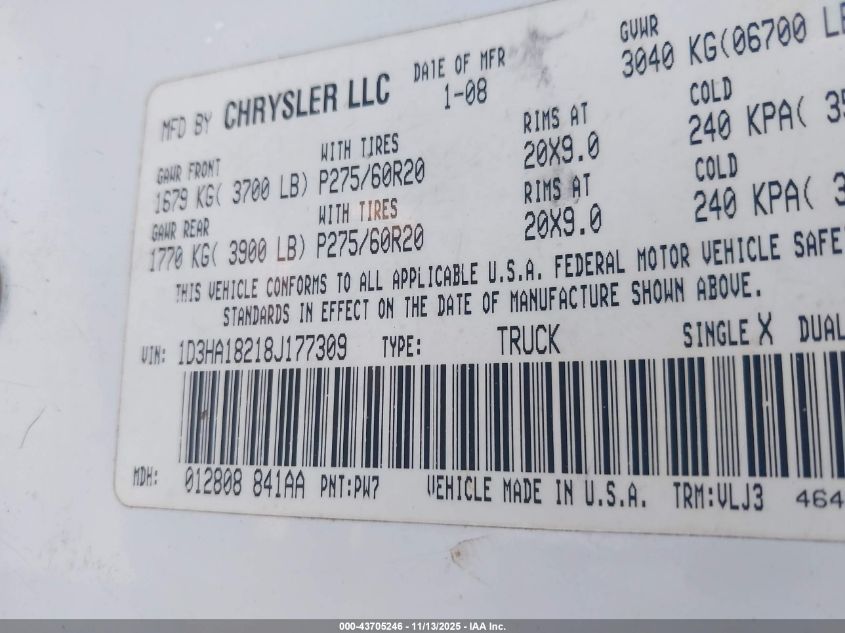 MFD BY CHRYSLER LLC DATE OF MFR 1-08 GVWR 3040 KG(06700 LB
GAWR FRONT WITH TIRES RIMS AT COLD
1679 KG( 3700 LB) P275/60R20 20X9.0 240 KPA( 35
GAWR REAR WITH TIRES RIMS AT COLD
1770 KG( 3900 LB) P275/60R20 20X9.0 240 KPA( 3
THIS VEHICLE CONFORMS TO ALL APPLICABLE U.S.A. FEDERAL MOTOR VEHICLE SAFE
STANDARDS IN EFFECT ON THE DATE OF MANUFACTURE SHOWN ABOVE.
VIN: 1D3HA18218J177309 TYPE: TRUCK SINGLE X DUAL
MDH: 012808 841AA PNT:PW7 VEHICLE MADE IN U.S.A. TRM:VLJ3 464
000-43705246 - 11/13/2025 - IAA Inc.